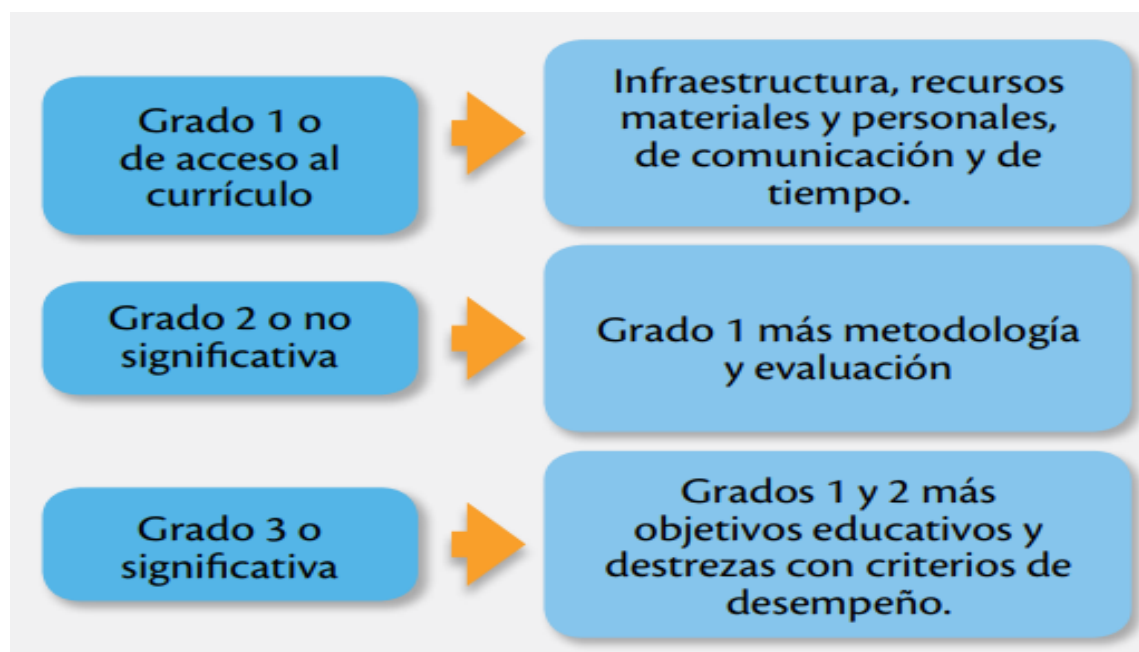 Grado 1 o
de acceso al
currículo
Infraestructura, recursos
materiales y personales,
de comunicación y de
tiempo.
Grado 2 o no
significativa
Grado 1 más metodología
y evaluación
Grado 3 o
significativa
Grados 1 y 2 más
objetivos educativos y
destrezas con criterios de
desempeño.